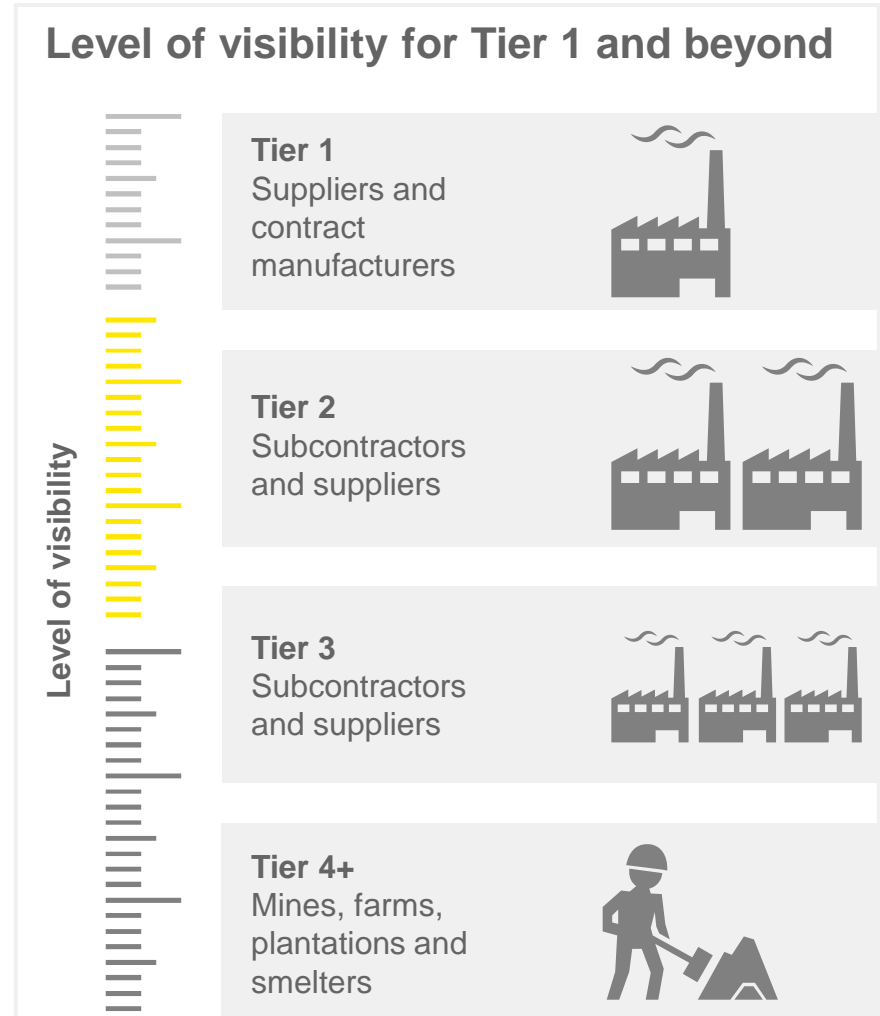 Level of visibility for Tier 1 and beyond
Level of visibility
Tier 1
Suppliers and
contract
manufacturers
Tier 2
Subcontractors
and suppliers
Tier 3
Subcontractors
and suppliers
Tier 4+
Mines, farms,
plantations and
smelters